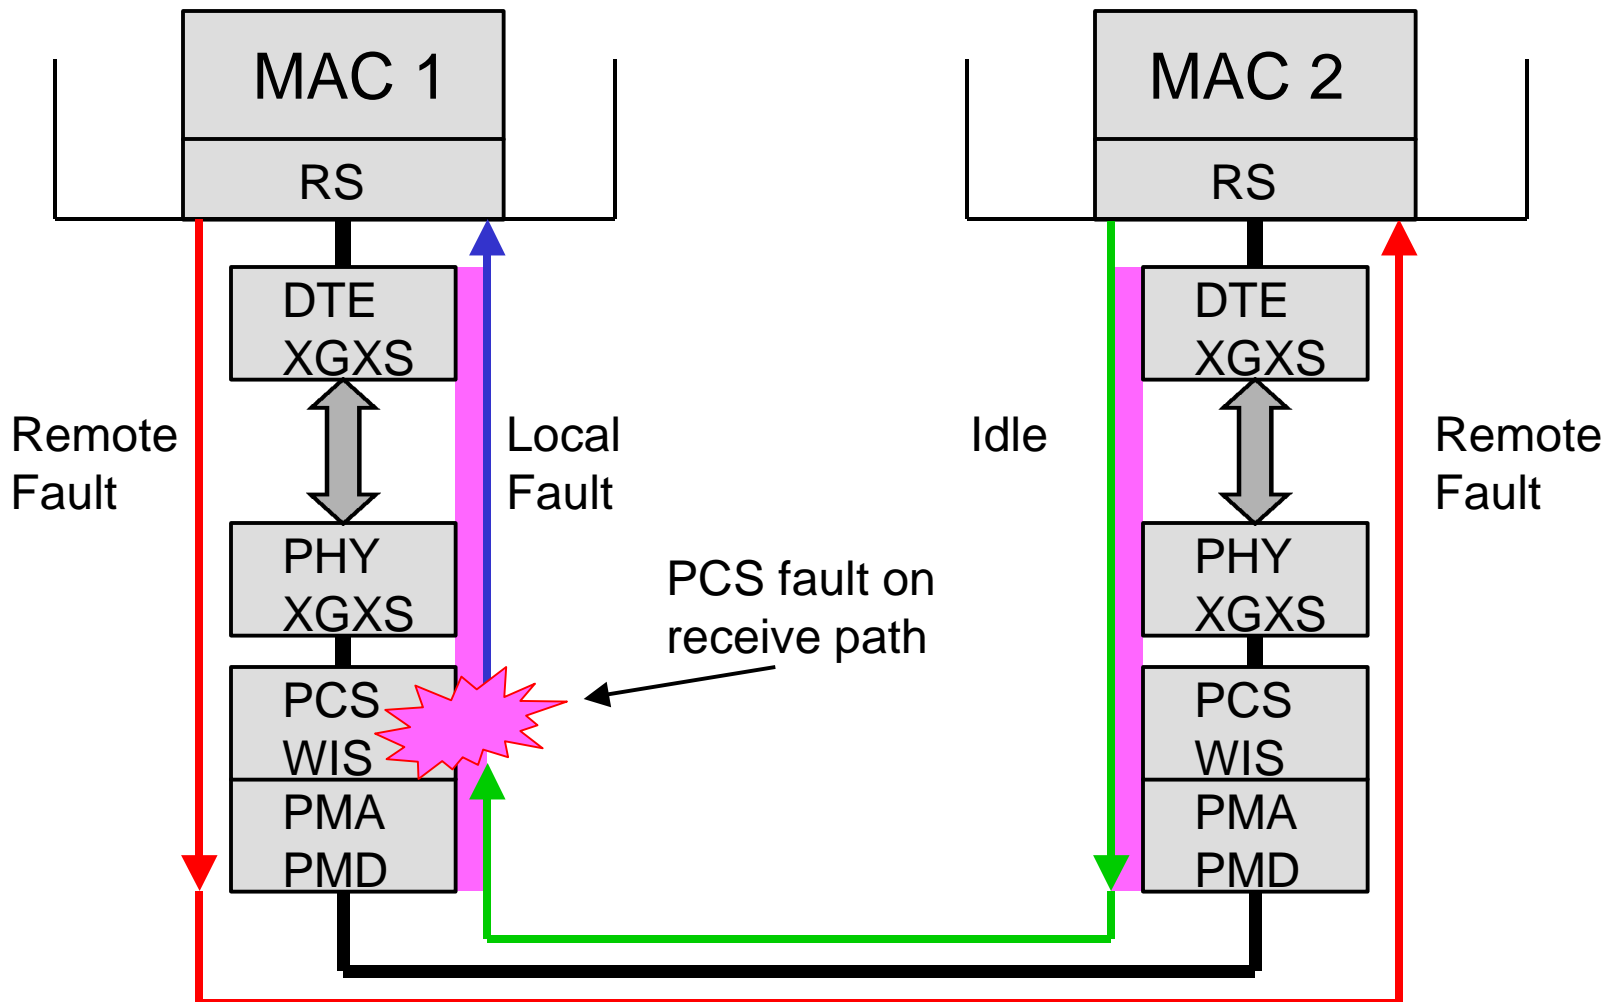 MAC 1
RS
DTE
XGXS
Remote
Fault
Local
Fault
PHY
XGXS
PCS
WIS
PMA
PMD
PCS fault on
receive path
MAC 2
RS
DTE
XGXS
Idle
Remote
Fault
PHY
XGXS
PCS
WIS
PMA
PMD